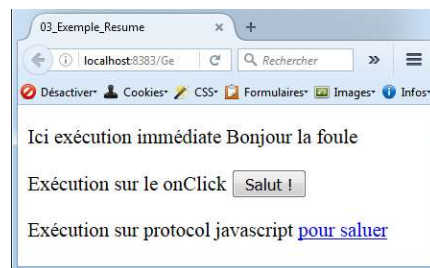 03_Exemple_Resume
localhost:8383/Ge
Rechercher
Désactiver Cookies CSS Formulaires Images Infos
Ici exécution immédiate Bonjour la foule
Exécution sur le onClick Salut !
Exécution sur protocol javascript pour saluer